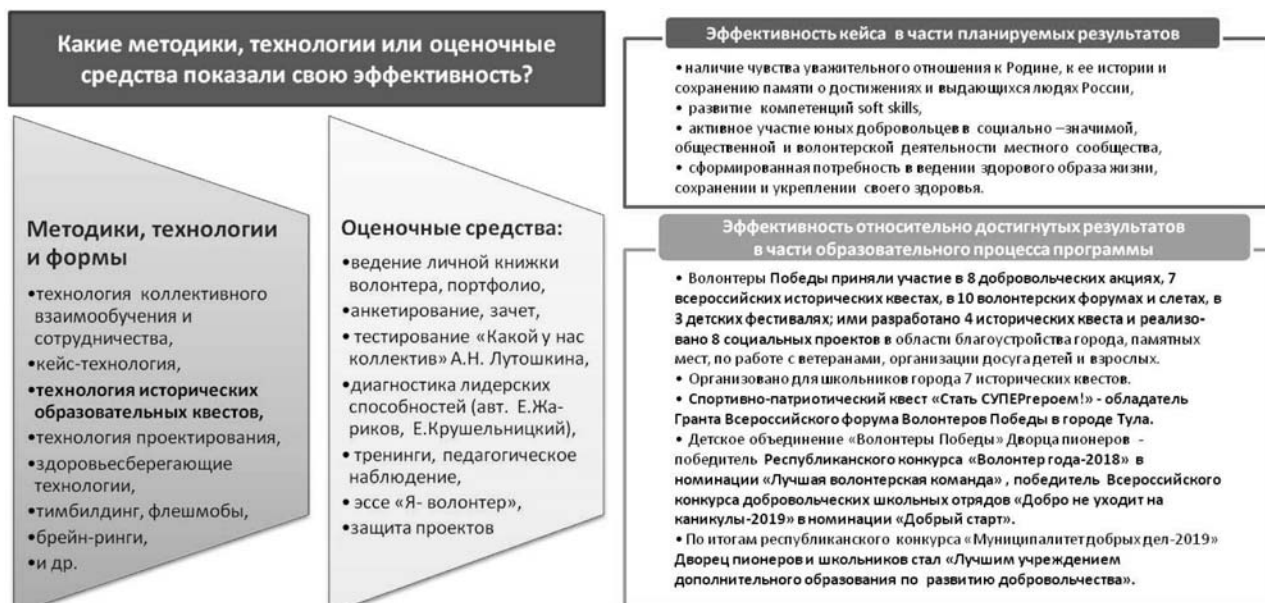 Какие методики, технологии или оценочные
средства показали свою эффективность?
Методики, технологии
и формы
•технология коллективного
взаимообучения и
сотрудничества,
•кейс-технология,
•технология исторических
образовательных квестов,
•технология проектирования,
•здоровьесберегающие
технологии,
•тимбилдинг, флешмобы,
•брейн-ринги,
•и др.
Оценочные средства:
•ведение личной книжки
волонтера, портфолио,
•анкетирование, зачет,
•тестирование «Какой у нас
коллектив» А.Н. Лутошкина,
•диагностика лидерских
способностей (авт. Е.Жа-
риков, Е.Крушельницкий),
•тренинги, педагогическое
наблюдение,
•эссе «Я- волонтер»,
•защита проектов
Эффективность кейса в части планируемых результатов
•наличие чувства уважительного отношения к Родине, к ее истории и
сохранению памяти о достижениях и выдающихся людях России,
• развитие компетенций soft skills,
• активное участие юных добровольцев в социально –значимой,
общественной и волонтерской деятельности местного сообщества,
• сформированная потребность в ведении здорового образа жизни,
сохранении и укреплении своего здоровья.
Эффективность относительно достигнутых результатов
в части образовательного процесса программы
• Волонтеры Победы приняли участие в 8 добровольческих акциях, 7
всероссийских исторических квестах, в 10 волонтерских форумах и слетах, в
3 детских фестивалях; ими разработано 4 исторических квеста и реализо-
вано 8 социальных проектов в области благоустройства города, памятных
мест, по работе с ветеранами, организации досуга детей и взрослых.
• Организовано для школьников города 7 исторических квестов.
• Спортивно-патриотический квест «Стать СУПЕРгероем!» - обладатель
Гранта Всероссийского форума Волонтеров Победы в городе Тула.
• Детское объединение «Волонтеры Победы» Дворца пионеров -
победитель Республиканского конкурса «Волонтер года-2018» в
номинации «Лучшая волонтерская команда» , победитель Всероссийского
конкурса добровольческих школьных отрядов «Добро не уходит на
каникулы-2019» в номинации «Добрый старт».
• По итогам республиканского конкурса «Муниципалитет добрых дел-2019»
Дворец пионеров и школьников стал «Лучшим учреждением
дополнительного образования по развитию добровольчества».